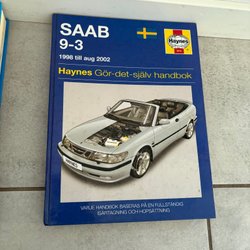 SAAB
9-3
1998 till aug 2002
Haynes
Haynes Gör-det-själv handbok
VARJE HANDBOK BASERAS PÅ EN FULLSTÄNDIG
ISÄRTAGNING OCH HOPSÄTTNING